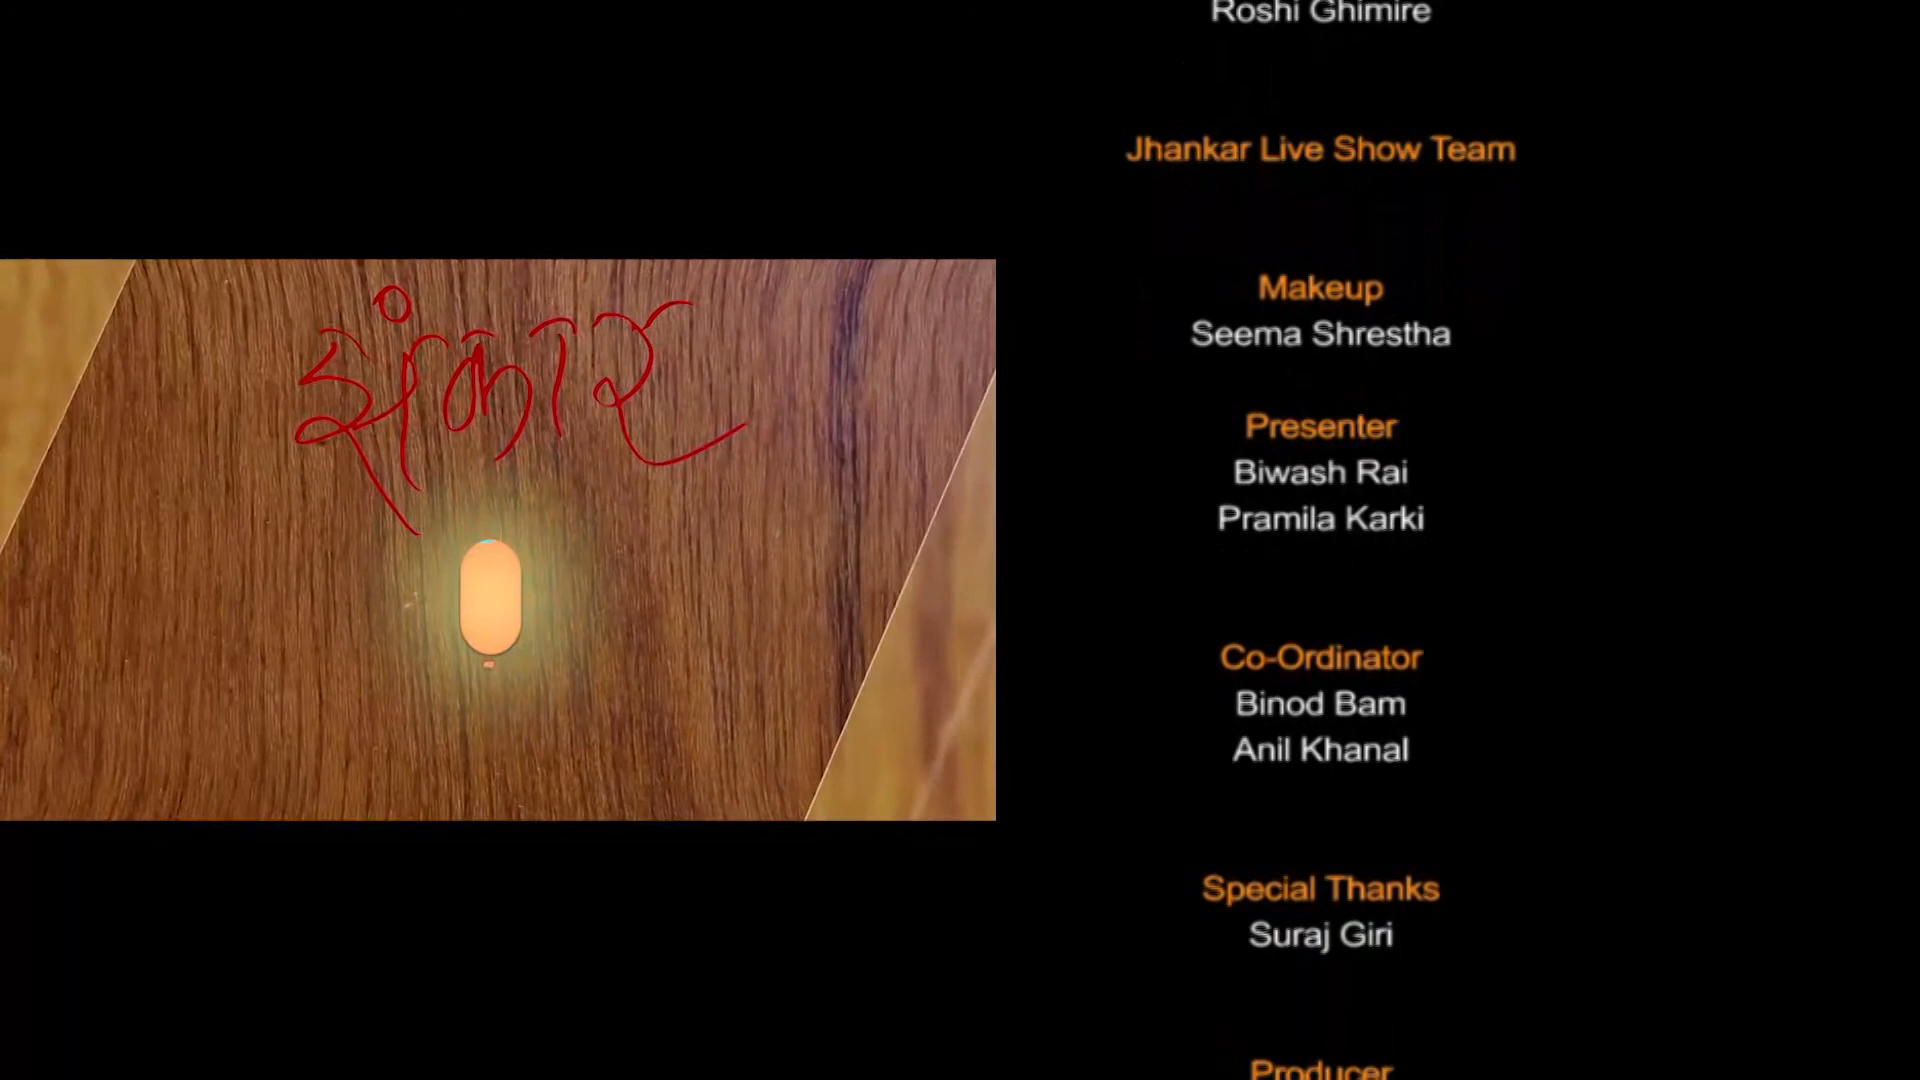 झंकार
Roshi Ghimire
Jhankar Live Show Team
Makeup
Seema Shrestha
Presenter
Biwash Rai
Pramila Karki
Co-Ordinator
Binod Bam
Anil Khanal
Special Thanks
Suraj Giri
Producer